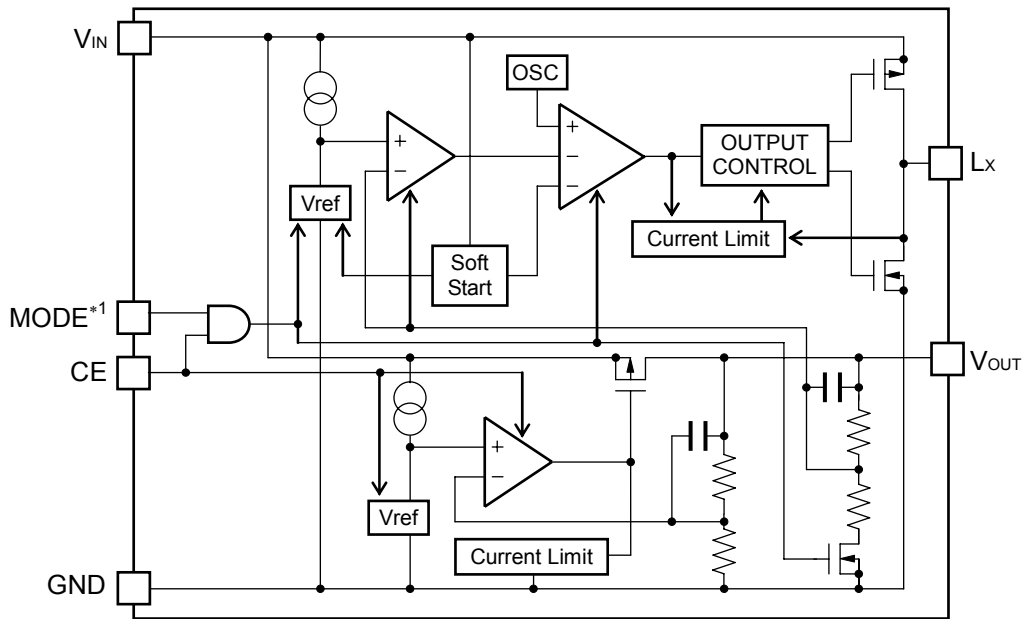 VIN
OSC
+
−
+
−
−
OUTPUT
CONTROL
LX
Vref
Current Limit
Soft
Start
MODE*1
CE
VOUT
+
−
Vref
Current Limit
GND